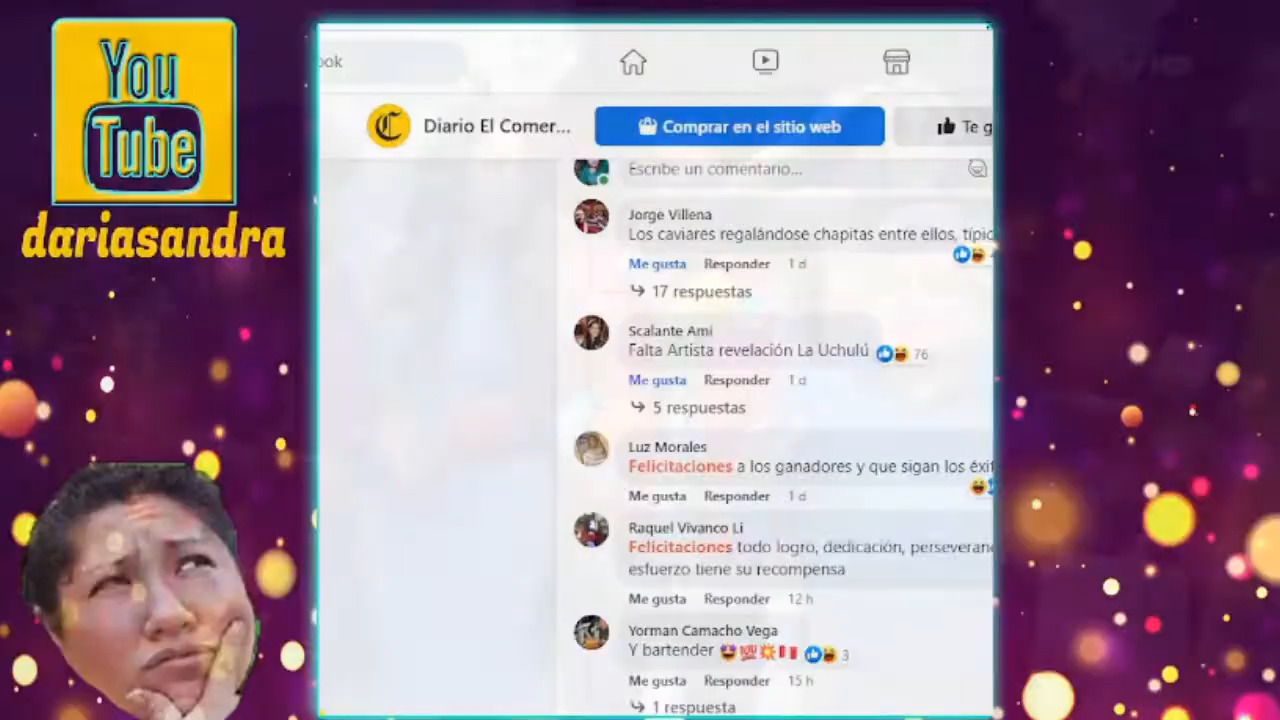 You
Tube
dariasandra
ook
Diario El Comer...
Comprar en el sitio web
Te g
Escribe un comentario...
Jorge Villena
Los caviares regalándose chapitas entre ellos, típic
Me gusta Responder 1 d
17 respuestas
Scalante Ami
Falta Artista revelación La Uchulú
76
Me gusta Responder 1 d
5 respuestas
Luz Morales
Felicitaciones a los ganadores y que sigan los éxit
Me gusta Responder 1 d
Raquel Vivanco Li
Felicitaciones todo logro, dedicación, perseveran
esfuerzo tiene su recompensa
Me gusta Responder 12 h
Yorman Camacho Vega
Y bartender 🤩💯💥🇵🇪 3
Me gusta Responder 15 h
1 respuesta